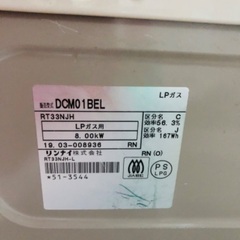 LPガス
DCM01BEL
RT33NJH
区分名 C
効率56.3%
LPガス用
8.00kW
区分名 J
効率 187Wh
19.03-008936 RN
リンナイ株式会社
RN (0)
RT33NJH-L
*51-3544
PS
LPG